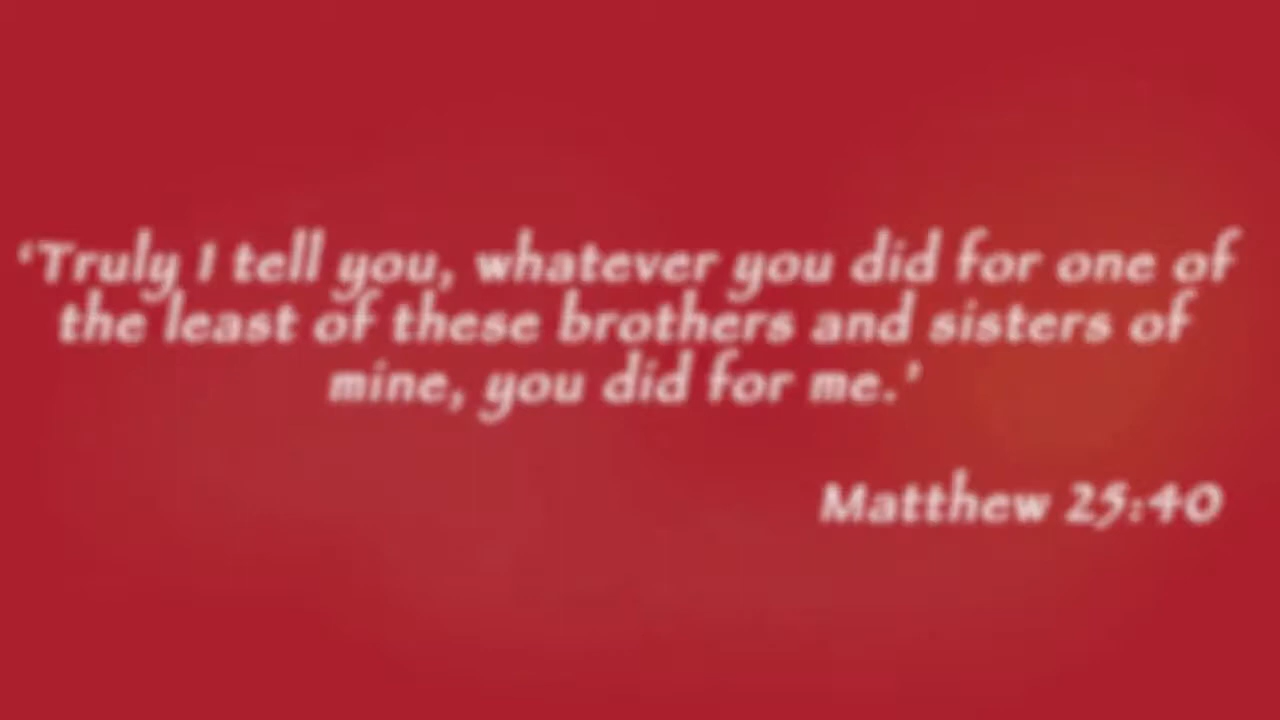 ‘Truly I tell you, whatever you did for one of
the least of these brothers and sisters of
mine, you did for me.’
Matthew 25:40